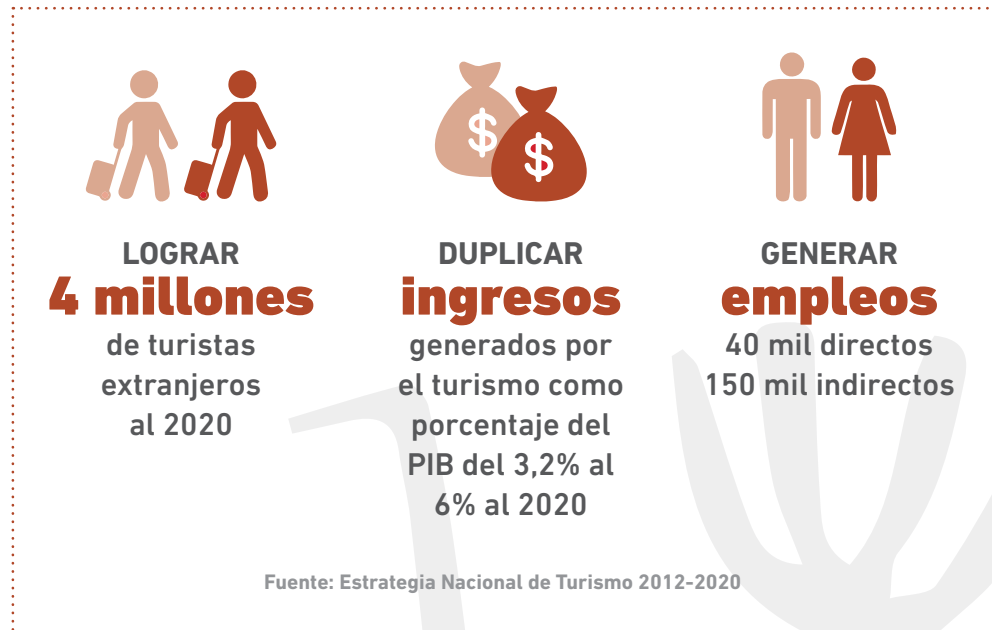 LOGRAR
4 millones
de turistas
extranjeros
al 2020
DUPLICAR
ingresos
generados por
el turismo como
porcentaje del
PIB del 3,2% al
6% al 2020
GENERAR
empleos
40 mil directos
150 mil indirectos
Fuente: Estrategia Nacional de Turismo 2012-2020